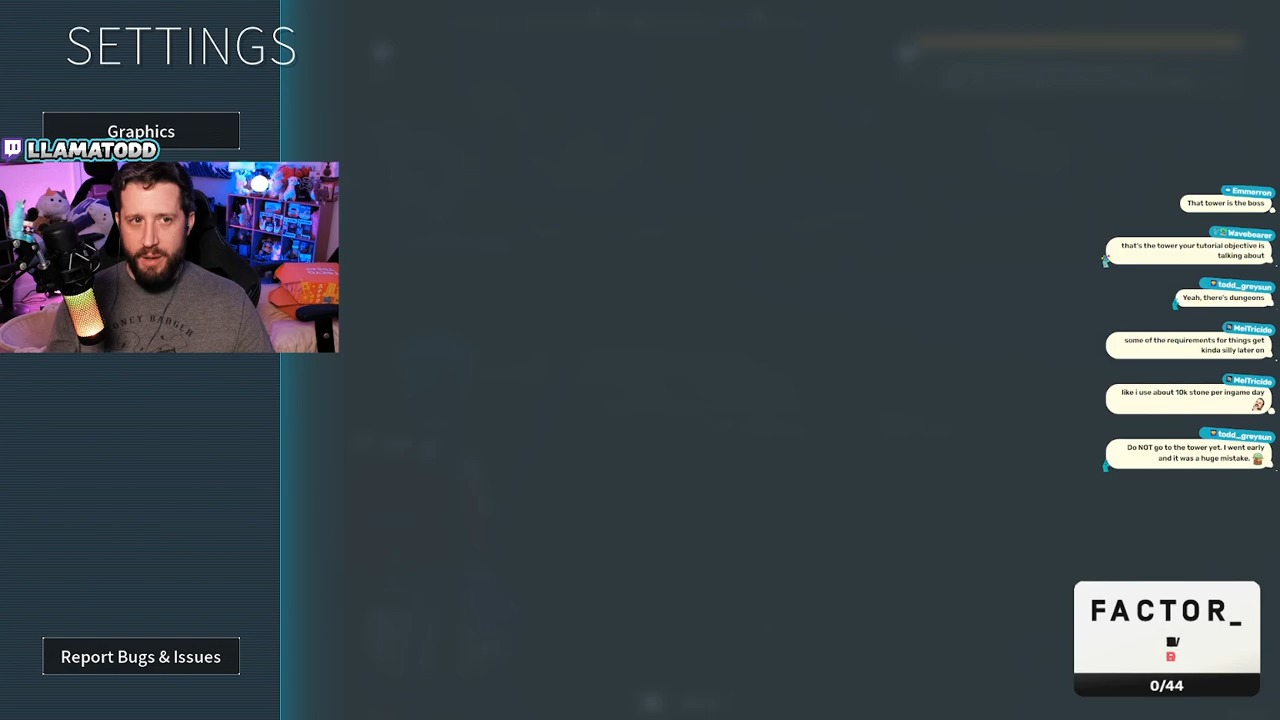 SETTINGS
Graphics
LLAMATODD
Report Bugs & Issues
Emmerron
That tower is the boss
Wavebearer
that's the tower your tutorial objective is
talking about
todd_greysun
Yeah, there's dungeons
MelTricide
some of the requirements for things get
kinda silly later on
MelTricide
like i use about 10k stone per ingame day
todd_greysun
Do NOT go to the tower yet. I went early
and it was a huge mistake.
FACTOR_
0/44